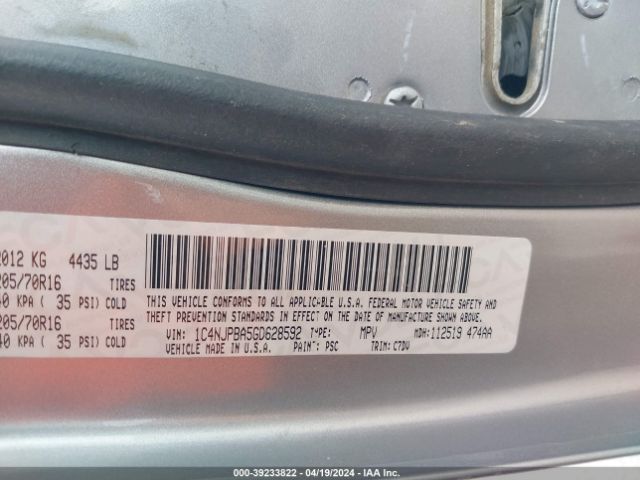 2012 KG 4435 LB
205/70R16 TIRES
0 KPA ( 35 PSI) COLD
205/70R16 TIRES
40 KPA ( 35 PSI) COLD
THIS VEHICLE CONFORMS TO ALL APPLICABLE U.S.A. FEDERAL MOTOR VEHICLE SAFETY AND
THEFT PREVENTION STANDARDS IN EFFECT ON THE DATE OF MANUFACTURE SHOWN ABOVE.
VIN: 1C4NJPBA5GD620592 TYPE: MPV MDH:112519 474AA
VEHICLE MADE IN U.S.A. PAINT: PSC TRIM: C7DV
000-39233822 - 04/19/2024 - IAA Inc.